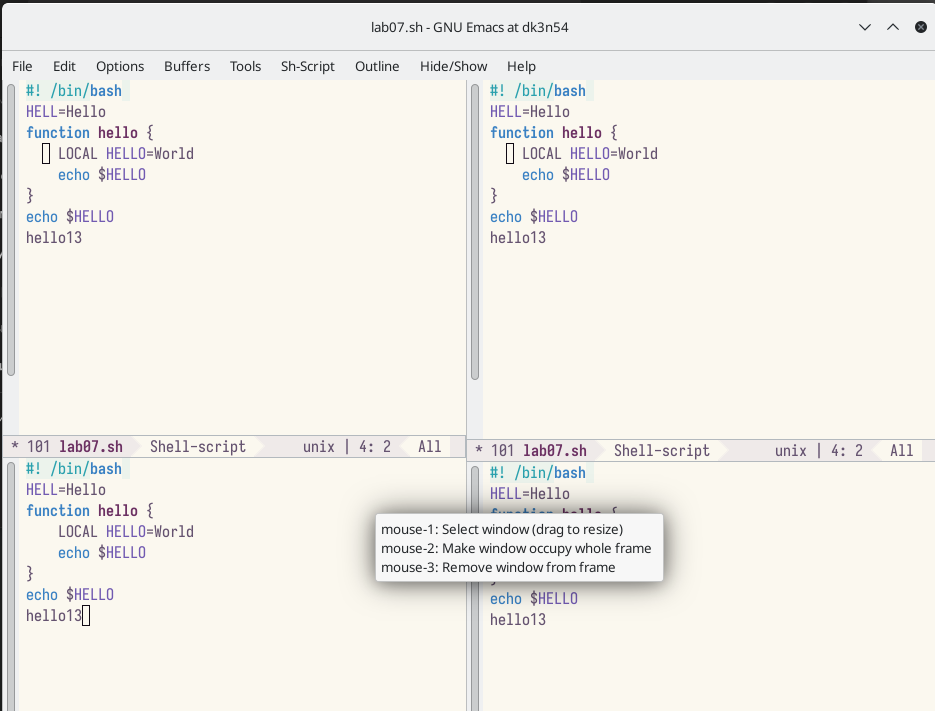 lab07.sh - GNU Emacs at dk3n54
File Edit Options Buffers Tools Sh-Script Outline Hide/Show Help
#! /bin/bash
HELL=Hello
function hello {
LOCAL HELLO=World
echo $HELLO
}
echo $HELLO
hello13
* 101 lab07.sh Shell-script unix | 4: 2 All
#! /bin/bash
HELL=Hello
function hello {
LOCAL HELLO=World
echo $HELLO
}
echo $HELLO
hello13
* 101 lab07.sh Shell-script unix | 4: 2 All
#! /bin/bash
HELL=Hello
function hello {
LOCAL HELLO=World
echo $HELLO
}
echo $HELLO
hello13
#! /bin/bash
HELL=Hello
mouse-1: Select window (drag to resize)
mouse-2: Make window occupy whole frame
mouse-3: Remove window from frame
echo $HELLO
hello13